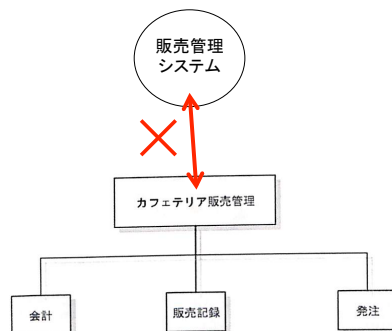 販売管理
システム
カフェテリア販売管理
会計
販売記録
発注